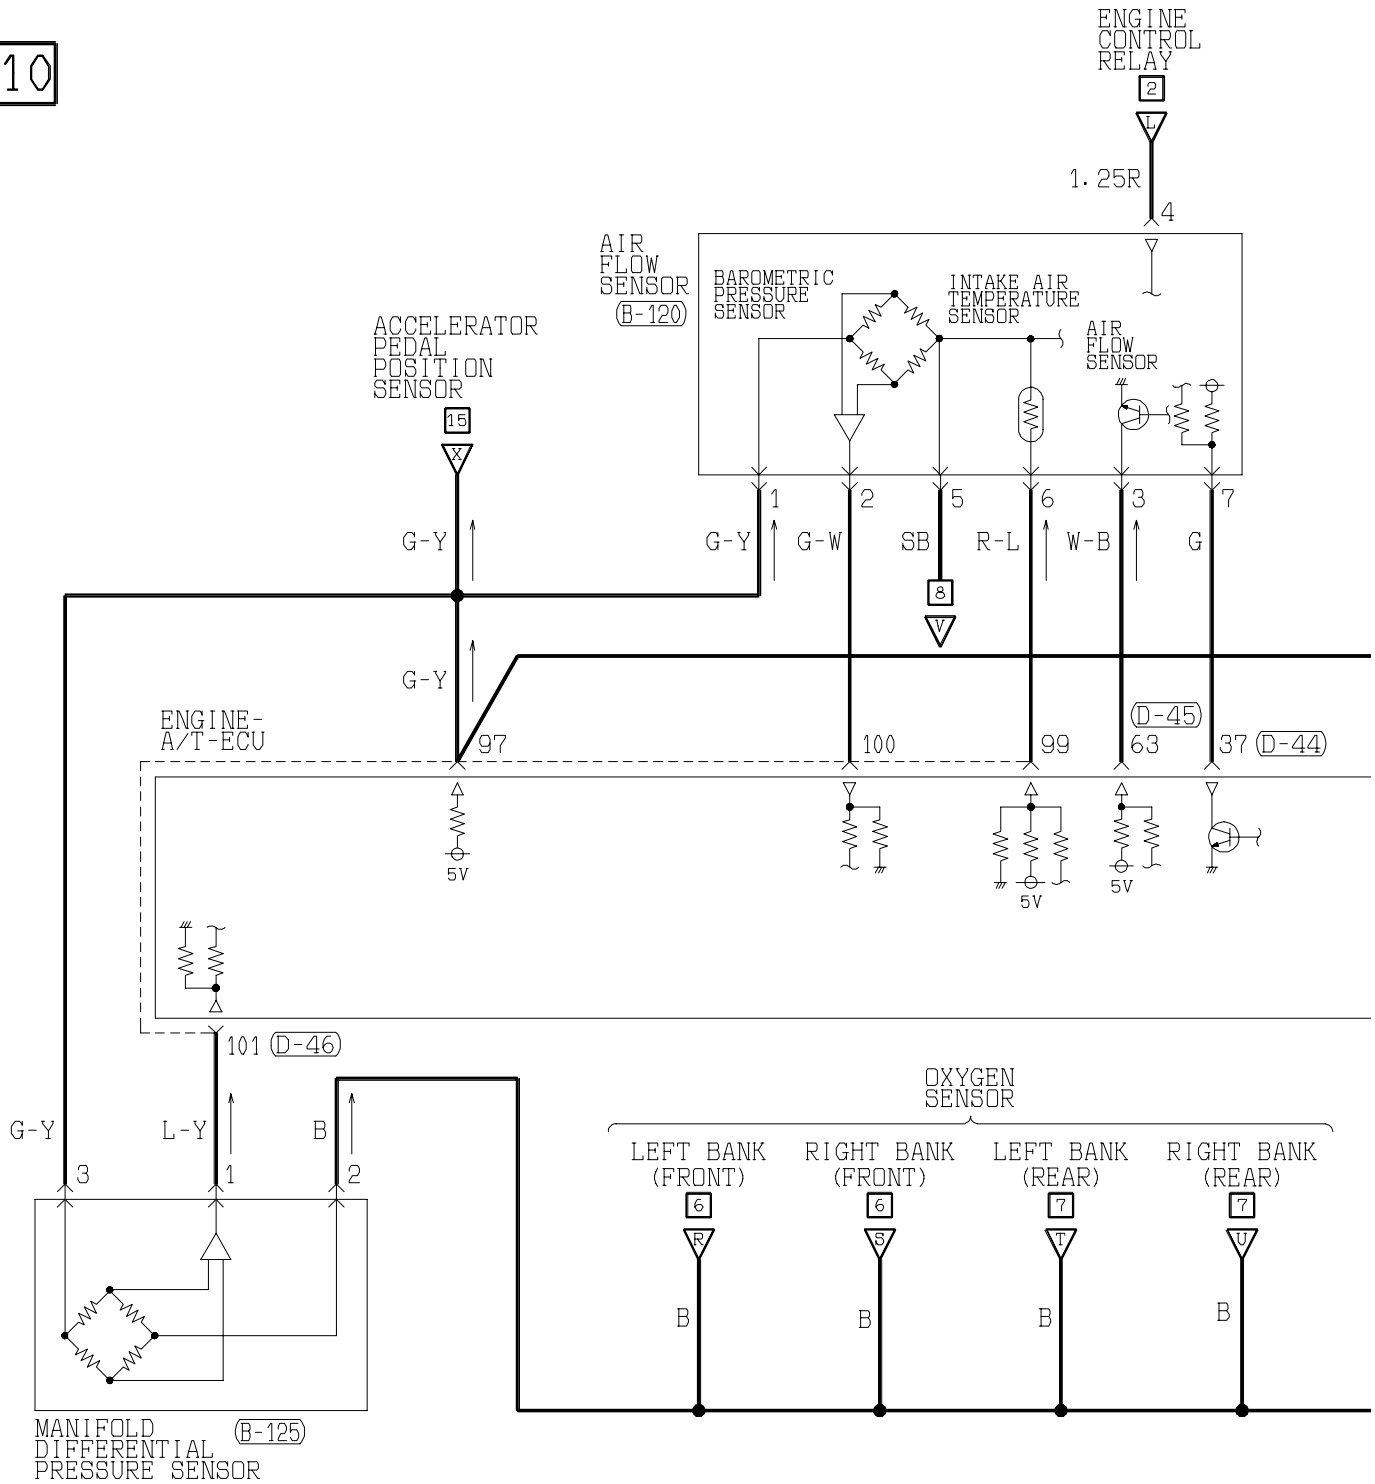 10
ENGINE
CONTROL
RELAY
2
L
1.25R
4
AIR
FLOW
SENSOR
B-120
BAROMETRIC
PRESSURE
SENSOR
INTAKE AIR
TEMPERATURE
SENSOR
AIR
FLOW
SENSOR
ACCELERATOR
PEDAL
POSITION
SENSOR
15
X
1 2 5 6 3 7
G-Y G-Y G-W SB R-L W-B G
8
V
G-Y
ENGINE-
A/T-ECU
D-45
97 100 99 63 37 D-44
5V 5V 5V
101 D-46
OXYGEN
SENSOR
G-Y L-Y B
LEFT BANK
(FRONT)
RIGHT BANK
(FRONT)
LEFT BANK
(REAR)
RIGHT BANK
(REAR)
3 1 2
6 6 7 7
R S T U
B B B B
MANIFOLD
DIFFERENTIAL
PRESSURE SENSOR
B-125